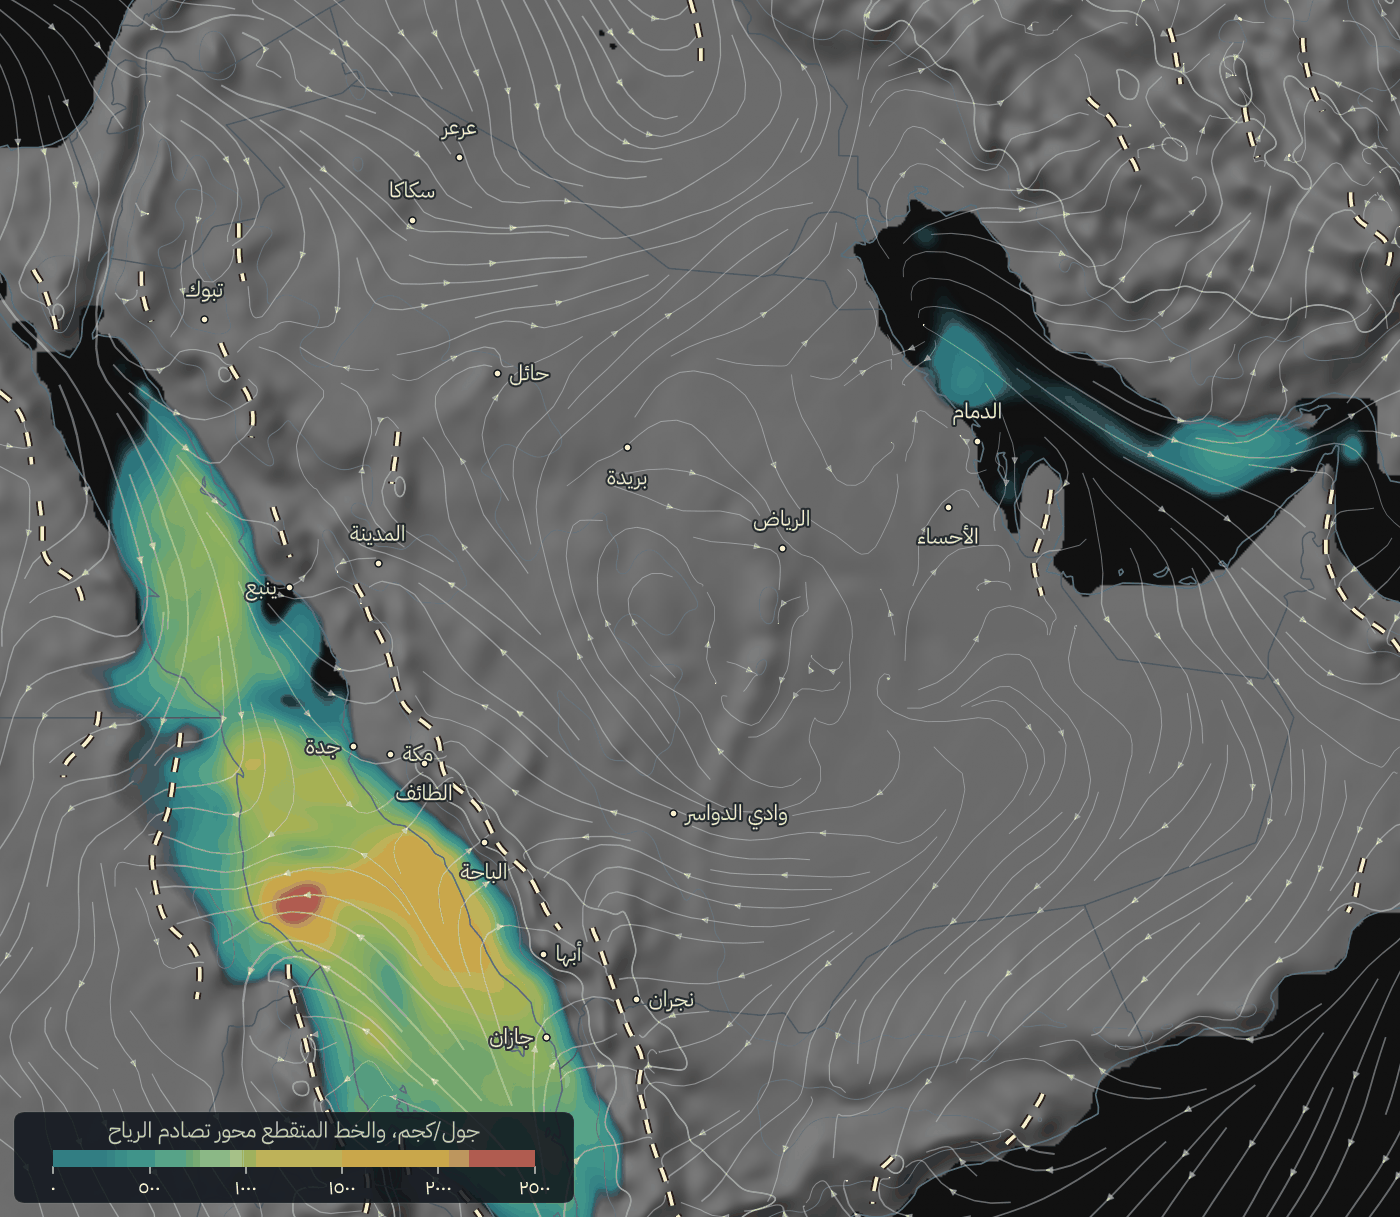 عرعر
سكاكا
تبوك
حائل
الدمام
بريدة
الرياض
الأحساء
المدينة
ينبع
جدة
مكة
الطائف
وادي الدواسر
الباحة
أبها
نجران
جازان
جول/كجم، والخط المتقطع محور تصادم الرياح
٠ ٥٠٠ ١٠٠٠ ١٥٠٠ ٢٠٠٠ ٢٥٠٠